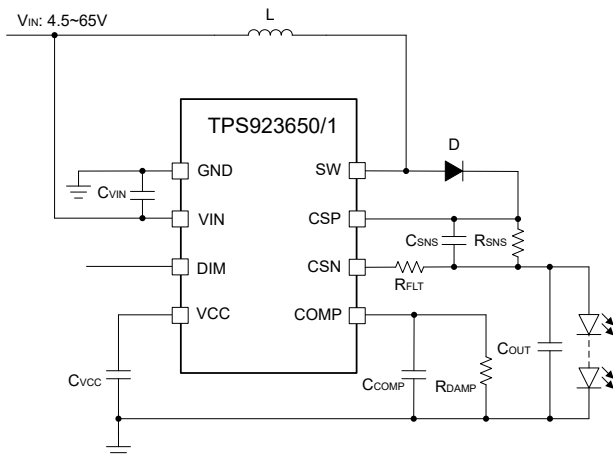 VIN: 4.5~65V
L
TPS923650/1
D
GND
SW
CVIN
VIN
CSP
CSNS
RSNS
DIM
CSN
RFLT
VCC
COMP
COUT
CVCC
CCOMP
RDAMP